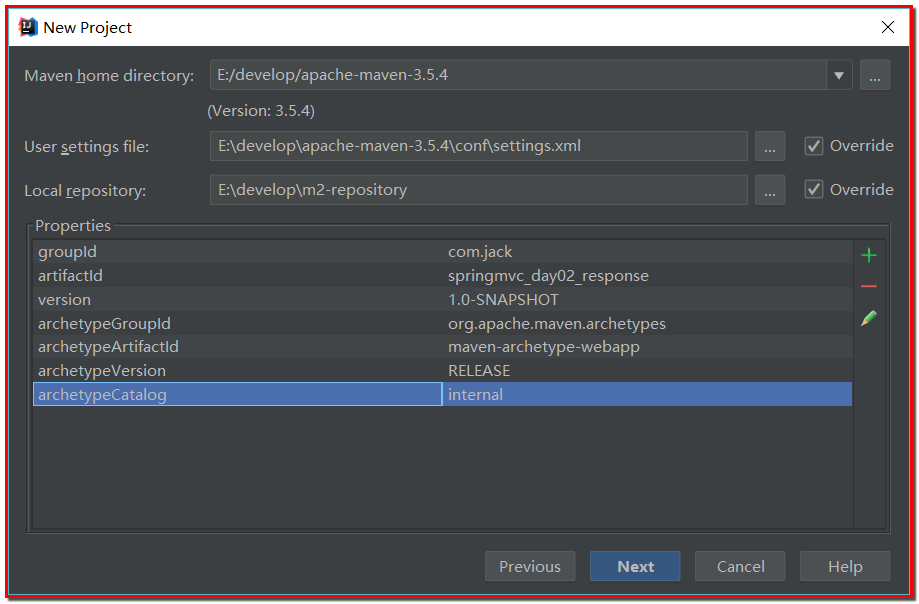 New Project
Maven home directory: E:/develop/apache-maven-3.5.4 ...
(Version: 3.5.4)
User settings file: E:\develop\apache-maven-3.5.4\conf\settings.xml ... Override
Local repository: E:\develop\m2-repository ... Override
Properties
groupId com.jack
artifactId springmvc_day02_response
version 1.0-SNAPSHOT
archetypeGroupId org.apache.maven.archetypes
archetypeArtifactId maven-archetype-webapp
archetypeVersion RELEASE
archetypeCatalog internal
Previous Next Cancel Help